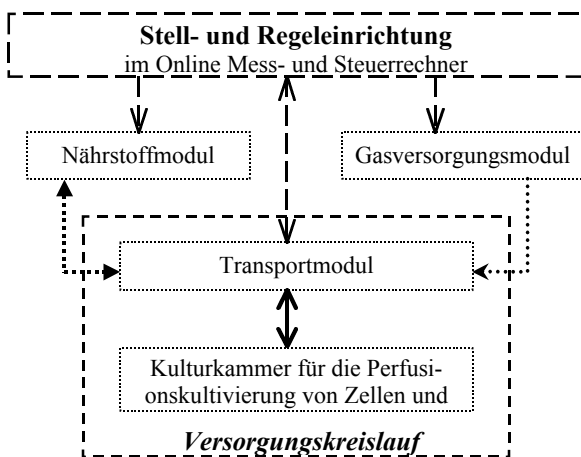 Stell- und Regeleinrichtung
im Online Mess- und Steuerrechner
Nährstoffmodul
Gasversorgungsmodul
Transportmodul
Kulturkammer für die Perfusi-
onskultivierung von Zellen und
Versorgungskreislauf